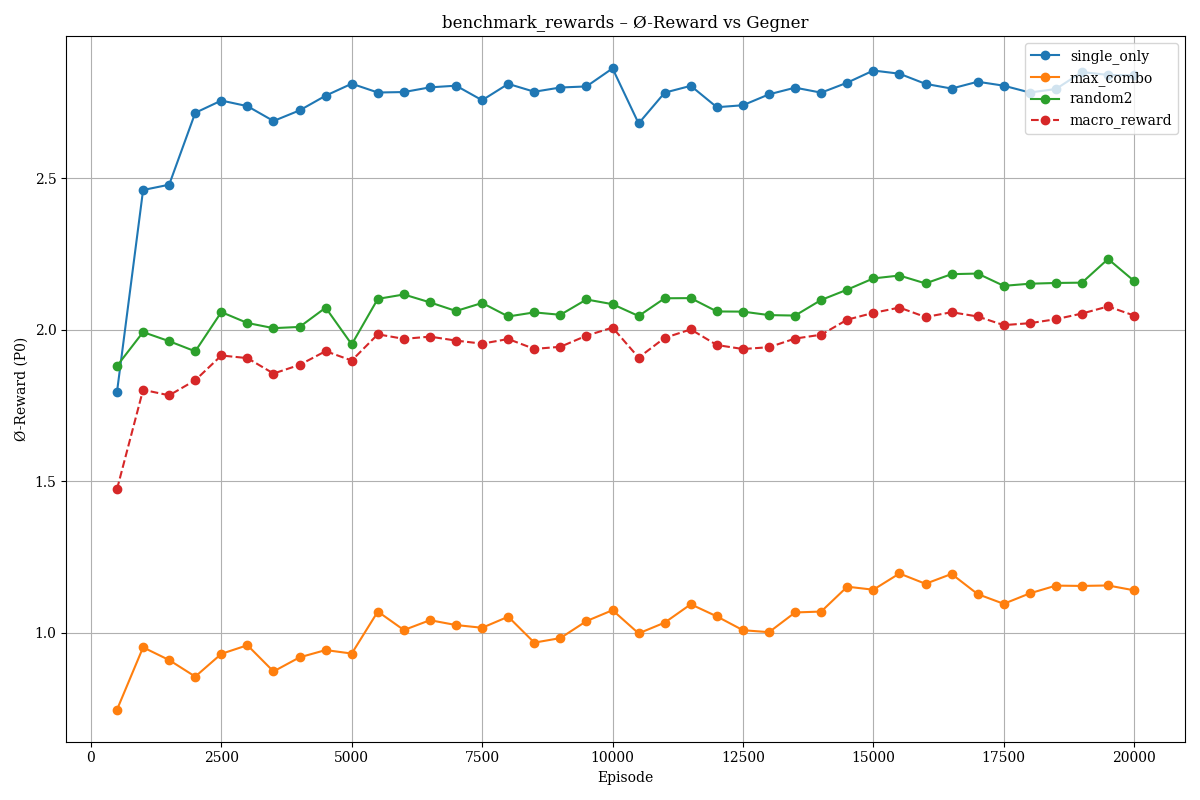 benchmark_rewards – Ø-Reward vs Gegner
single_only
max_combo
random2
macro_reward
Ø-Reward (P0)
2.5
2.0
1.5
1.0
0 2500 5000 7500 10000 12500 15000 17500 20000
Episode